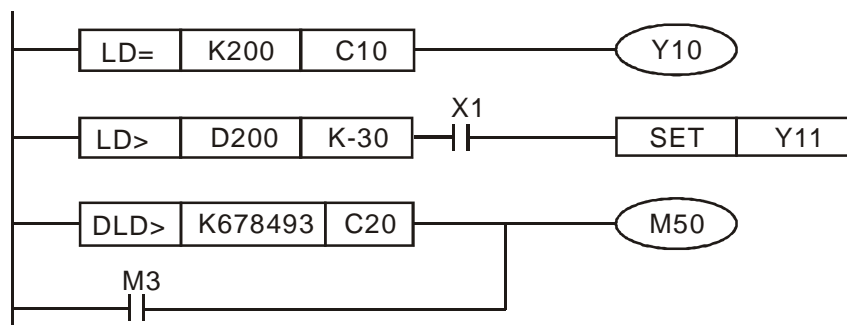 LD= K200 C10 Y10
X1
LD> D200 K-30 SET Y11
DLD> K678493 C20 M50
M3